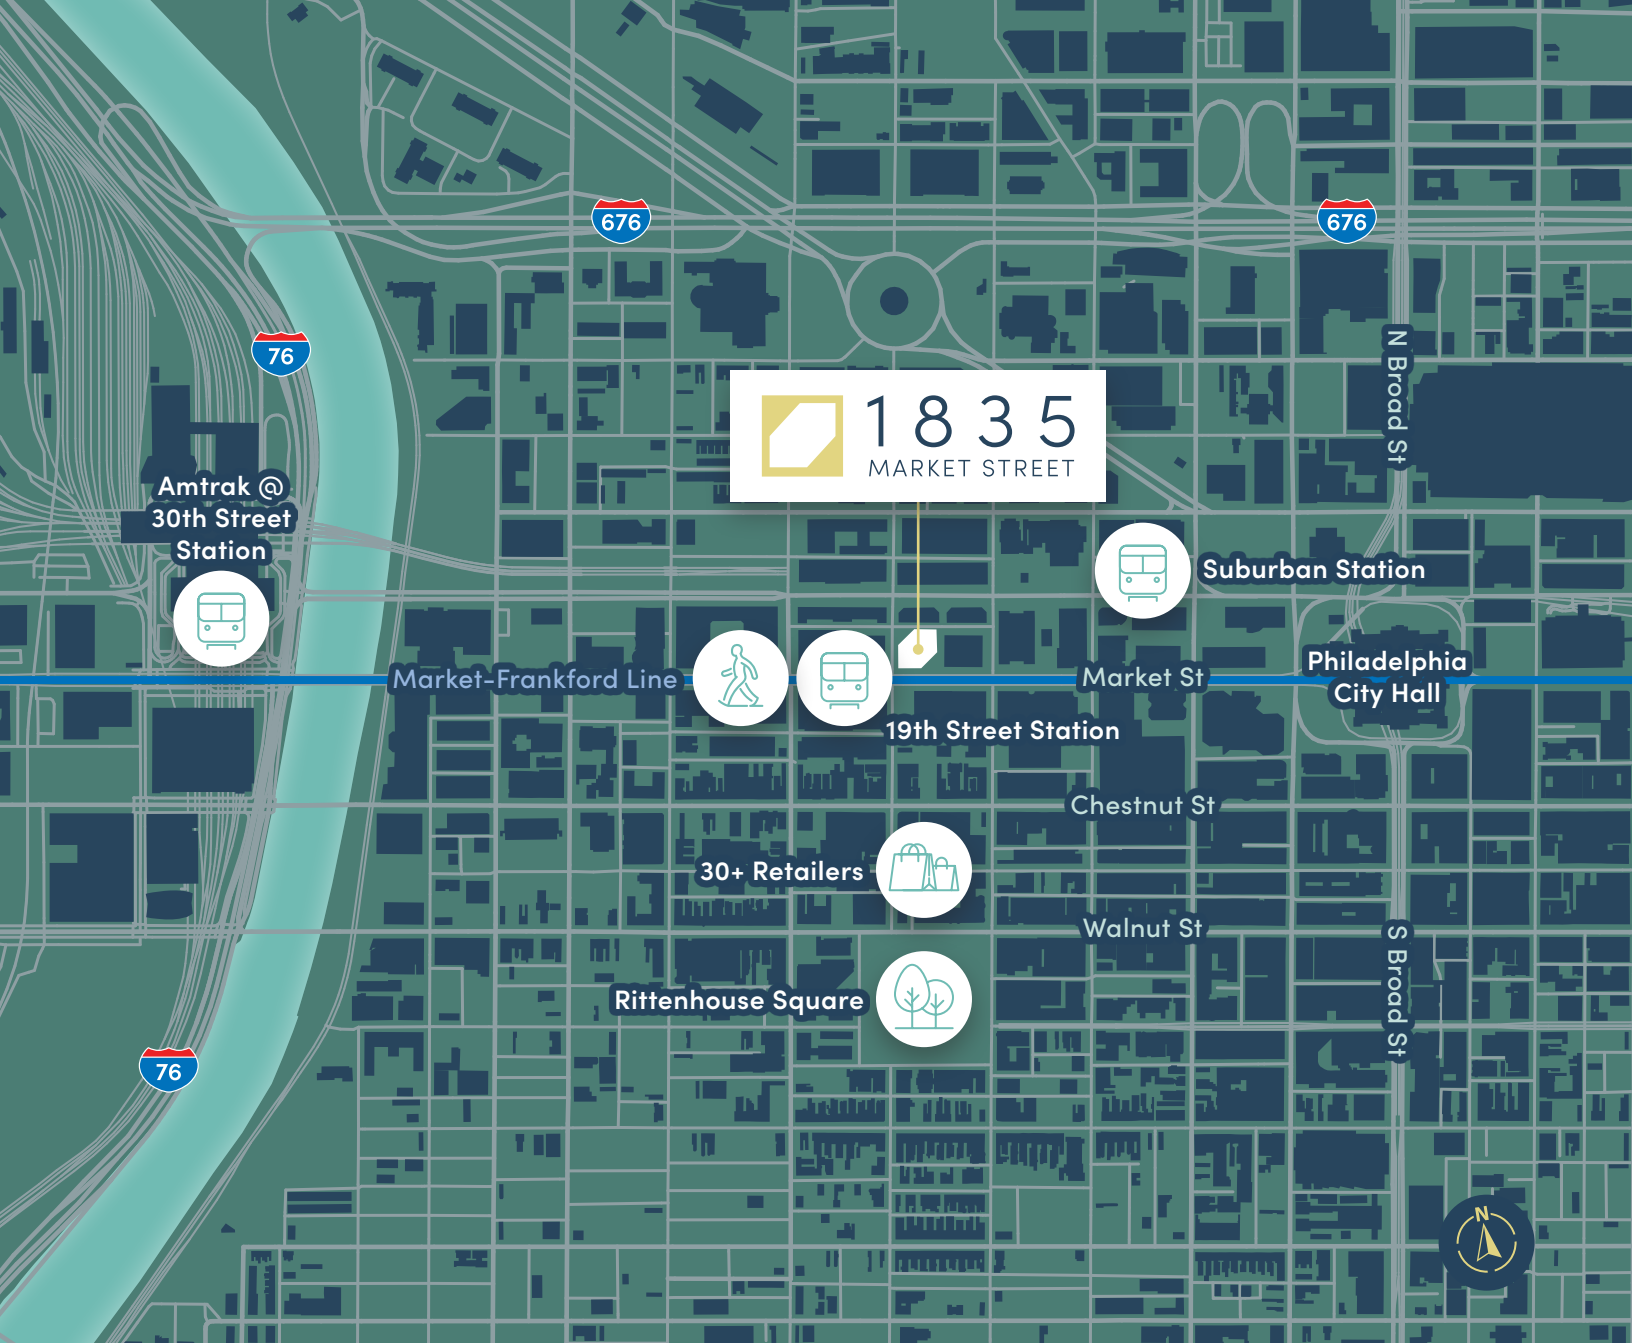 676
676
76
N Broad St
1835
MARKET STREET
Amtrak @
30th Street
Station
Suburban Station
Market-Frankford Line
Market St
Philadelphia
City Hall
19th Street Station
Chestnut St
30+ Retailers
Walnut St
S Broad St
Rittenhouse Square
76
N